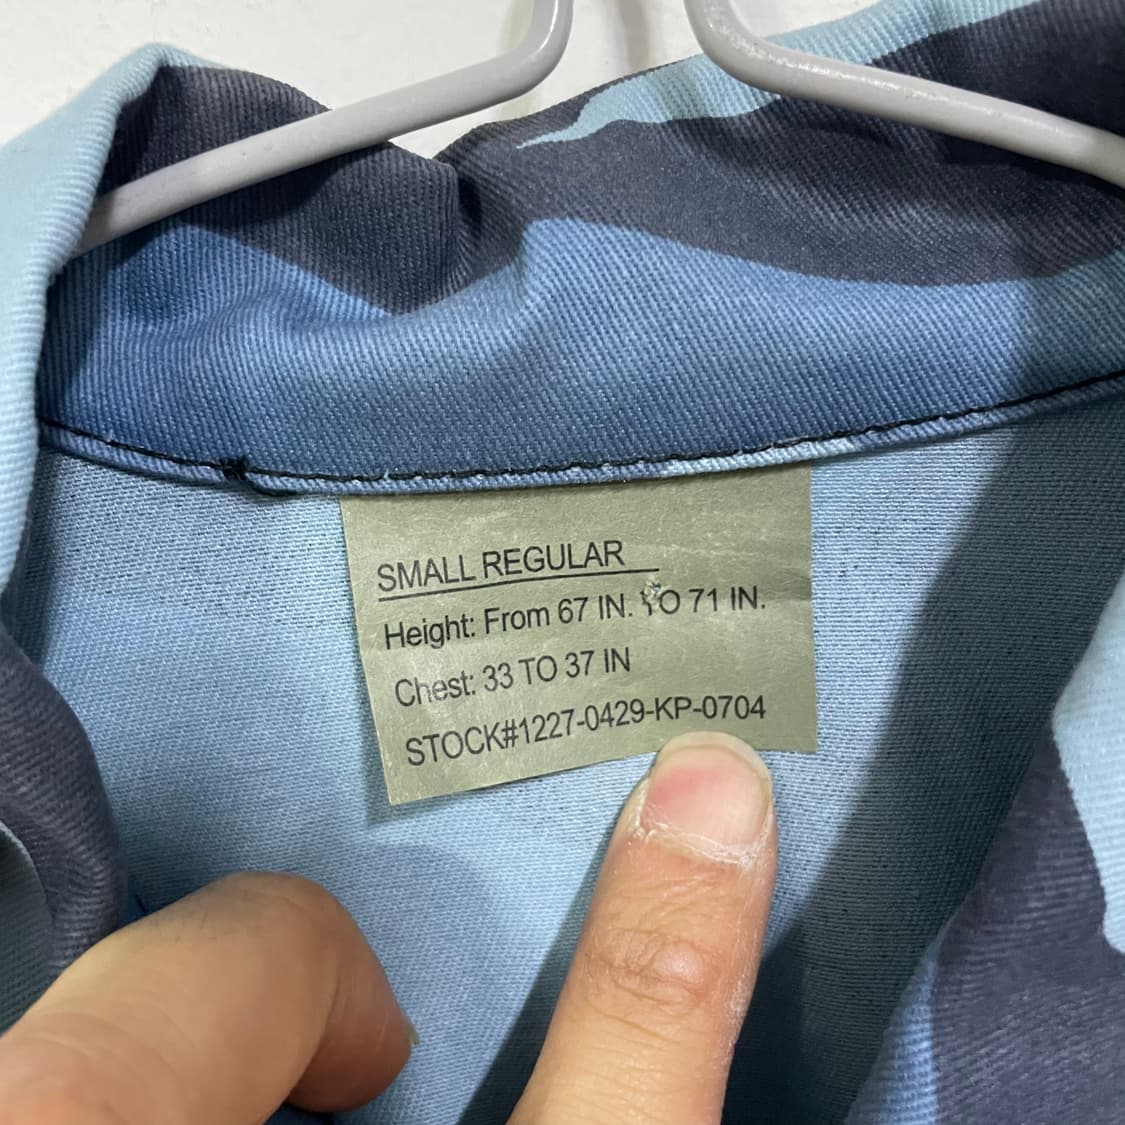 SMALL REGULAR
Height: From 67 IN. TO 71 IN.
Chest: 33 TO 37 IN
STOCK#1227-0429-KP-0704